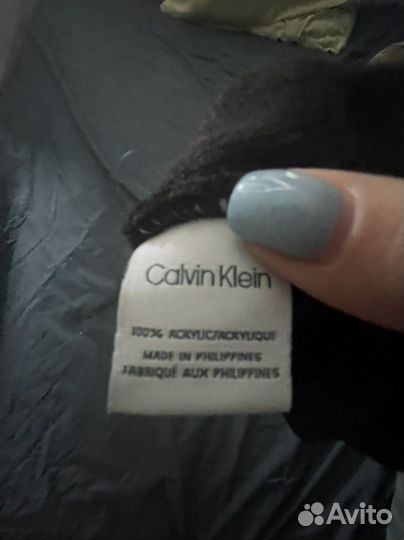 Calvin Klein
100% ACRYLIC/ACRYLIQUE
MADE IN PHILIPPINES
FABRIQUÉ AUX PHILIPPINES
Avito